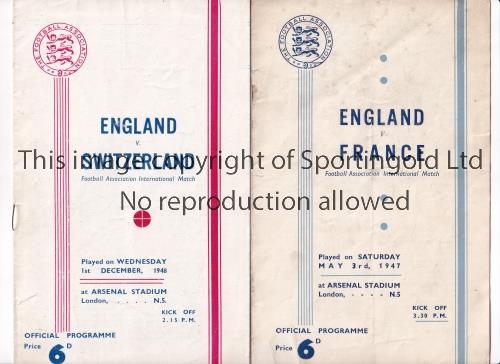 THE FOOTBALL ASSOCIATION
ENGLAND
V.
SWITZERLAND
Football Association International Match
Played on WEDNESDAY
1st DECEMBER, 1948
at ARSENAL STADIUM
London, - - - - N.5.
KICK OFF
2.15 P.M.
OFFICIAL PROGRAMME
Price 6D
THE FOOTBALL ASSOCIATION
ENGLAND
v.
FRANCE
Football Association International Match
Played on SATURDAY
MAY 3rd, 1947
at ARSENAL STADIUM
London, - - - - N.5
KICK OFF
3.30 P.M.
OFFICIAL PROGRAMME
Price 6D
This image copyright of Sportingold Ltd
No reproduction allowed